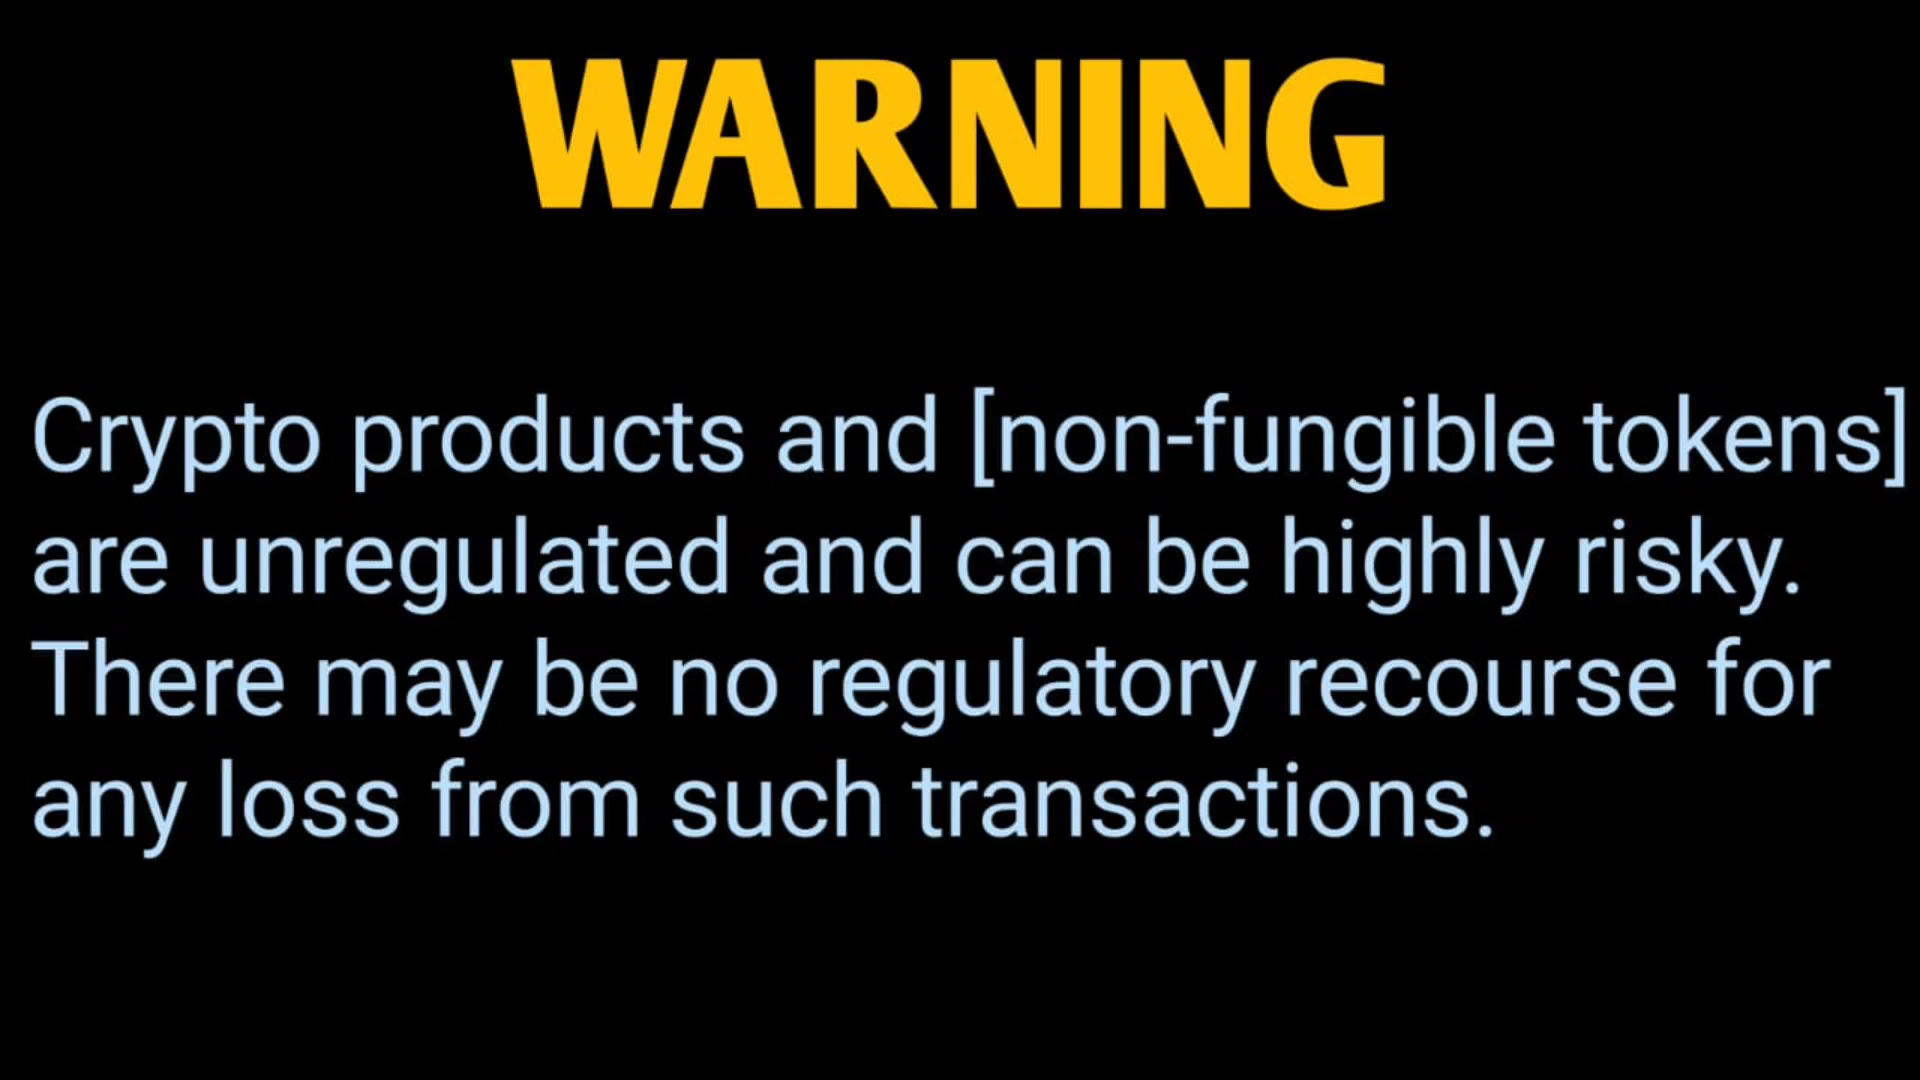 WARNING
Crypto products and [non-fungible tokens]
are unregulated and can be highly risky.
There may be no regulatory recourse for
any loss from such transactions.